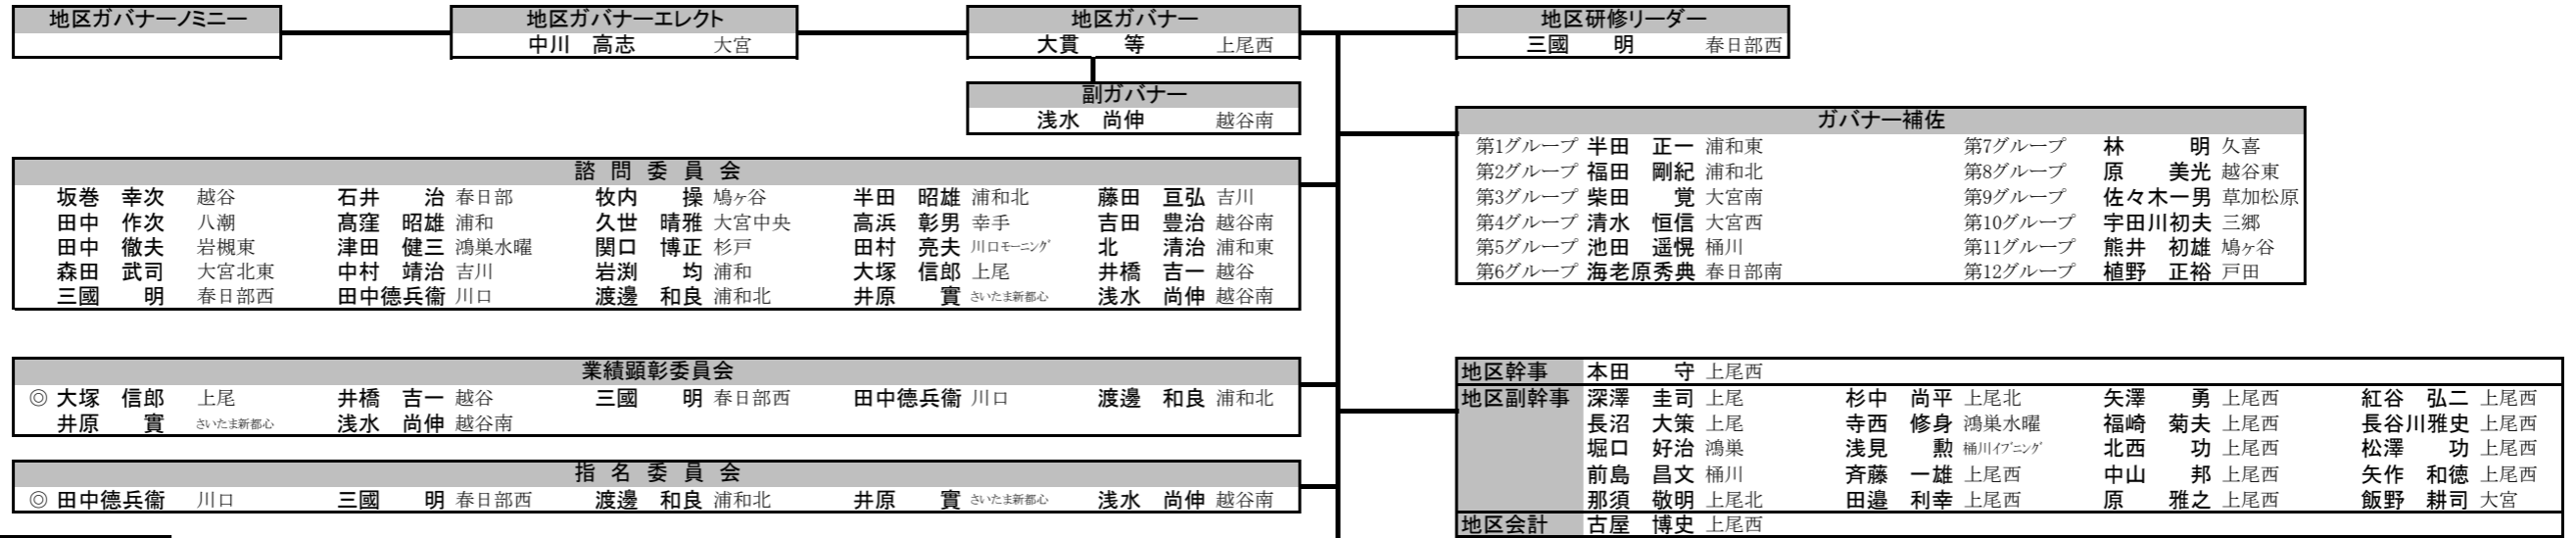 地区ガバナーノミニー
地区ガバナーエレクト
中川 高志 大宮
地区ガバナー
大貫 等 上尾西
副ガバナー
浅水 尚伸 越谷南
地区研修リーダー
三國 明 春日部西
ガバナー補佐
第1グループ 半田 正一 浦和東 第7グループ 林 明 久喜
第2グループ 福田 剛紀 浦和北 第8グループ 原 美光 越谷東
第3グループ 柴田 覚 大宮南 第9グループ 佐々木一男 草加松原
第4グループ 清水 恒信 大宮西 第10グループ 宇田川初夫 三郷
第5グループ 池田 遥愰 桶川 第11グループ 熊井 初雄 鳩ヶ谷
第6グループ 海老原秀典 春日部南 第12グループ 植野 正裕 戸田
諮 問 委 員 会
坂巻 幸次 越谷 石井 治 春日部 牧内 操 鳩ヶ谷 半田 昭雄 浦和北 藤田 亘弘 吉川
田中 作次 八潮 髙窪 昭雄 浦和 久世 晴雅 大宮中央 高浜 彰男 幸手 吉田 豊治 越谷南
田中 徹夫 岩槻東 津田 健三 鴻巣水曜 関口 博正 杉戸 田村 亮夫 川口モーニング 北 清治 浦和東
森田 武司 大宮北東 中村 靖治 吉川 岩渕 均 浦和 大塚 信郎 上尾 井橋 吉一 越谷
三國 明 春日部西 田中德兵衞 川口 渡邊 和良 浦和北 井原 實 さいたま新都心 浅水 尚伸 越谷南
業績顕彰委員会
◎ 大塚 信郎 上尾 井橋 吉一 越谷 三國 明 春日部西 田中德兵衞 川口 渡邊 和良 浦和北
井原 實 さいたま新都心 浅水 尚伸 越谷南
指 名 委 員 会
◎ 田中德兵衞 川口 三國 明 春日部西 渡邊 和良 浦和北 井原 實 さいたま新都心 浅水 尚伸 越谷南
地区幹事 本田 守 上尾西
地区副幹事 深澤 圭司 上尾 杉中 尚平 上尾北 矢澤 勇 上尾西 紅谷 弘二 上尾西
長沼 大策 上尾 寺西 修身 鴻巣水曜 福崎 菊夫 上尾西 長谷川雅史 上尾西
堀口 好治 鴻巣 浅見 勲 桶川イブニング 北西 功 上尾西 松澤 功 上尾西
前島 昌文 桶川 斉藤 一雄 上尾西 中山 邦 上尾西 矢作 和徳 上尾西
那須 敬明 上尾北 田邉 利幸 上尾西 原 雅之 上尾西 飯野 耕司 大宮
地区会計 古屋 博史 上尾西